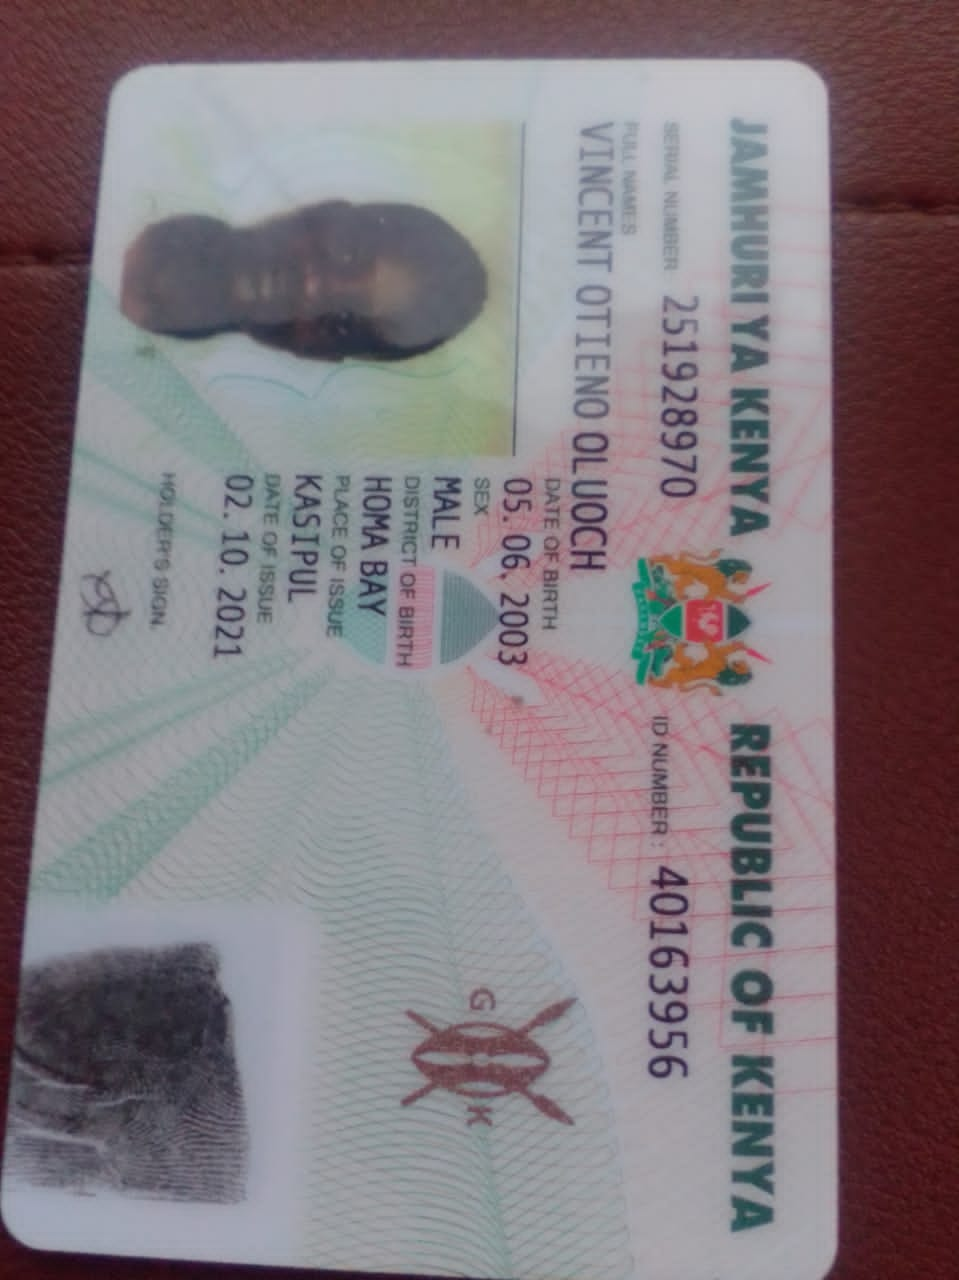 JAMHURI YA KENYA REPUBLIC OF KENYA
SERIAL NUMBER 251928970 ID NUMBER: 40163956
FULL NAMES
VINCENT OTIENO OLUOCH
DATE OF BIRTH
05.06.2003
SEX
MALE
DISTRICT OF BIRTH
HOMA BAY
PLACE OF ISSUE
KASIPUL
DATE OF ISSUE
02.10.2021
HOLDER'S SIGN.
G K